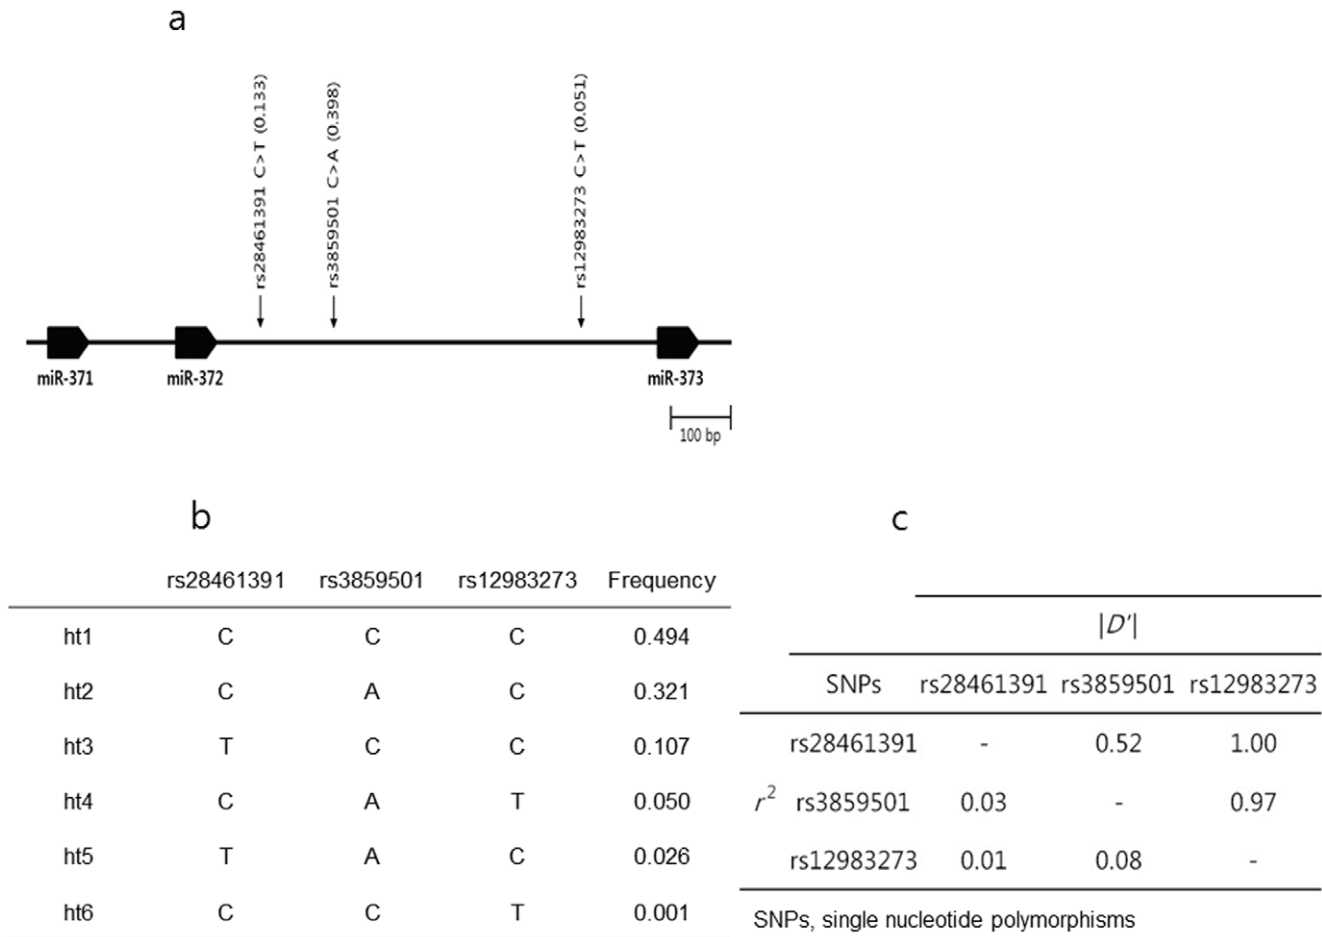 a
rs28461391 C>T (0.133)
rs3859501 C>A (0.398)
rs12983273 C>T (0.051)
miR-371
miR-372
miR-373
100 bp
b
rs28461391 rs3859501 rs12983273 Frequency
ht1 C C C 0.494
ht2 C A C 0.321
ht3 T C C 0.107
ht4 C A T 0.050
ht5 T A C 0.026
ht6 C C T 0.001
c
|D'|
SNPs rs28461391 rs3859501 rs12983273
rs28461391 - 0.52 1.00
r² rs3859501 0.03 - 0.97
rs12983273 0.01 0.08 -
SNPs, single nucleotide polymorphisms